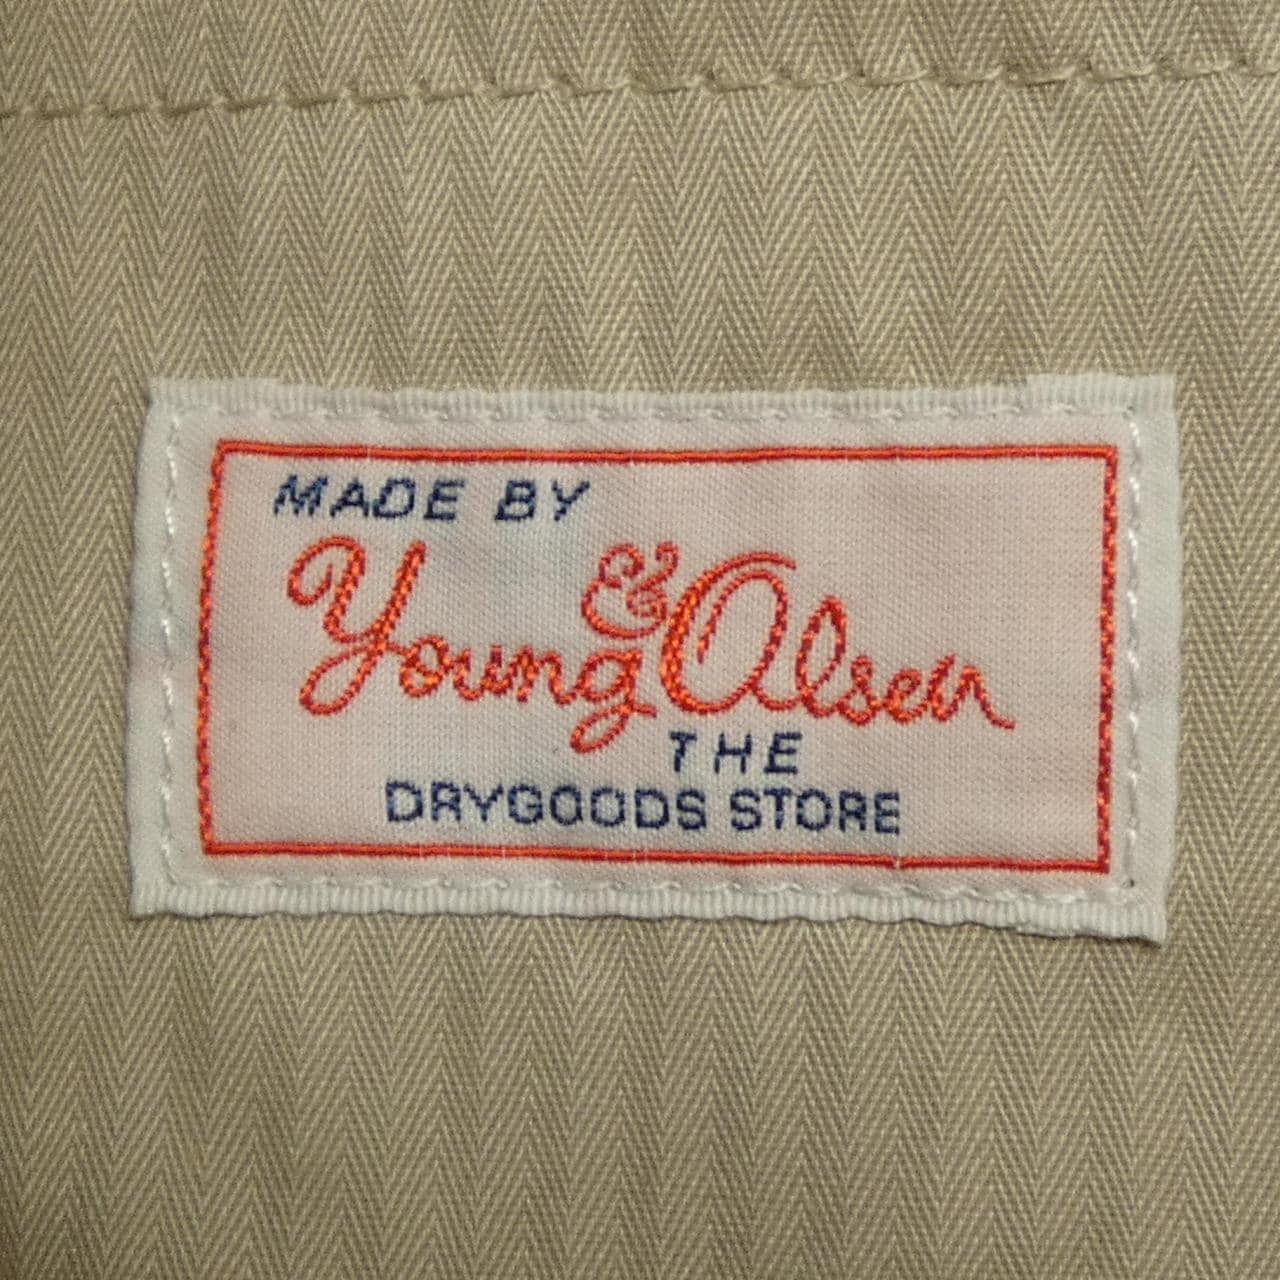 MADE BY
Young & Olsen
THE
DRYGOODS STORE